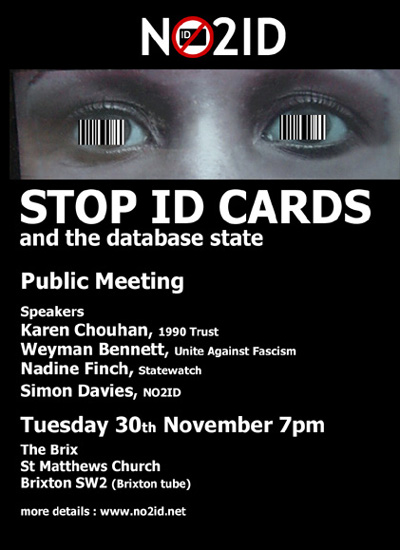 NO2ID
ID
STOP ID CARDS
and the database state
Public Meeting
Speakers
Karen Chouhan, 1990 Trust
Weyman Bennett, Unite Against Fascism
Nadine Finch, Statewatch
Simon Davies, NO2ID
Tuesday 30th November 7pm
The Brix
St Matthews Church
Brixton SW2 (Brixton tube)
more details : www.no2id.net